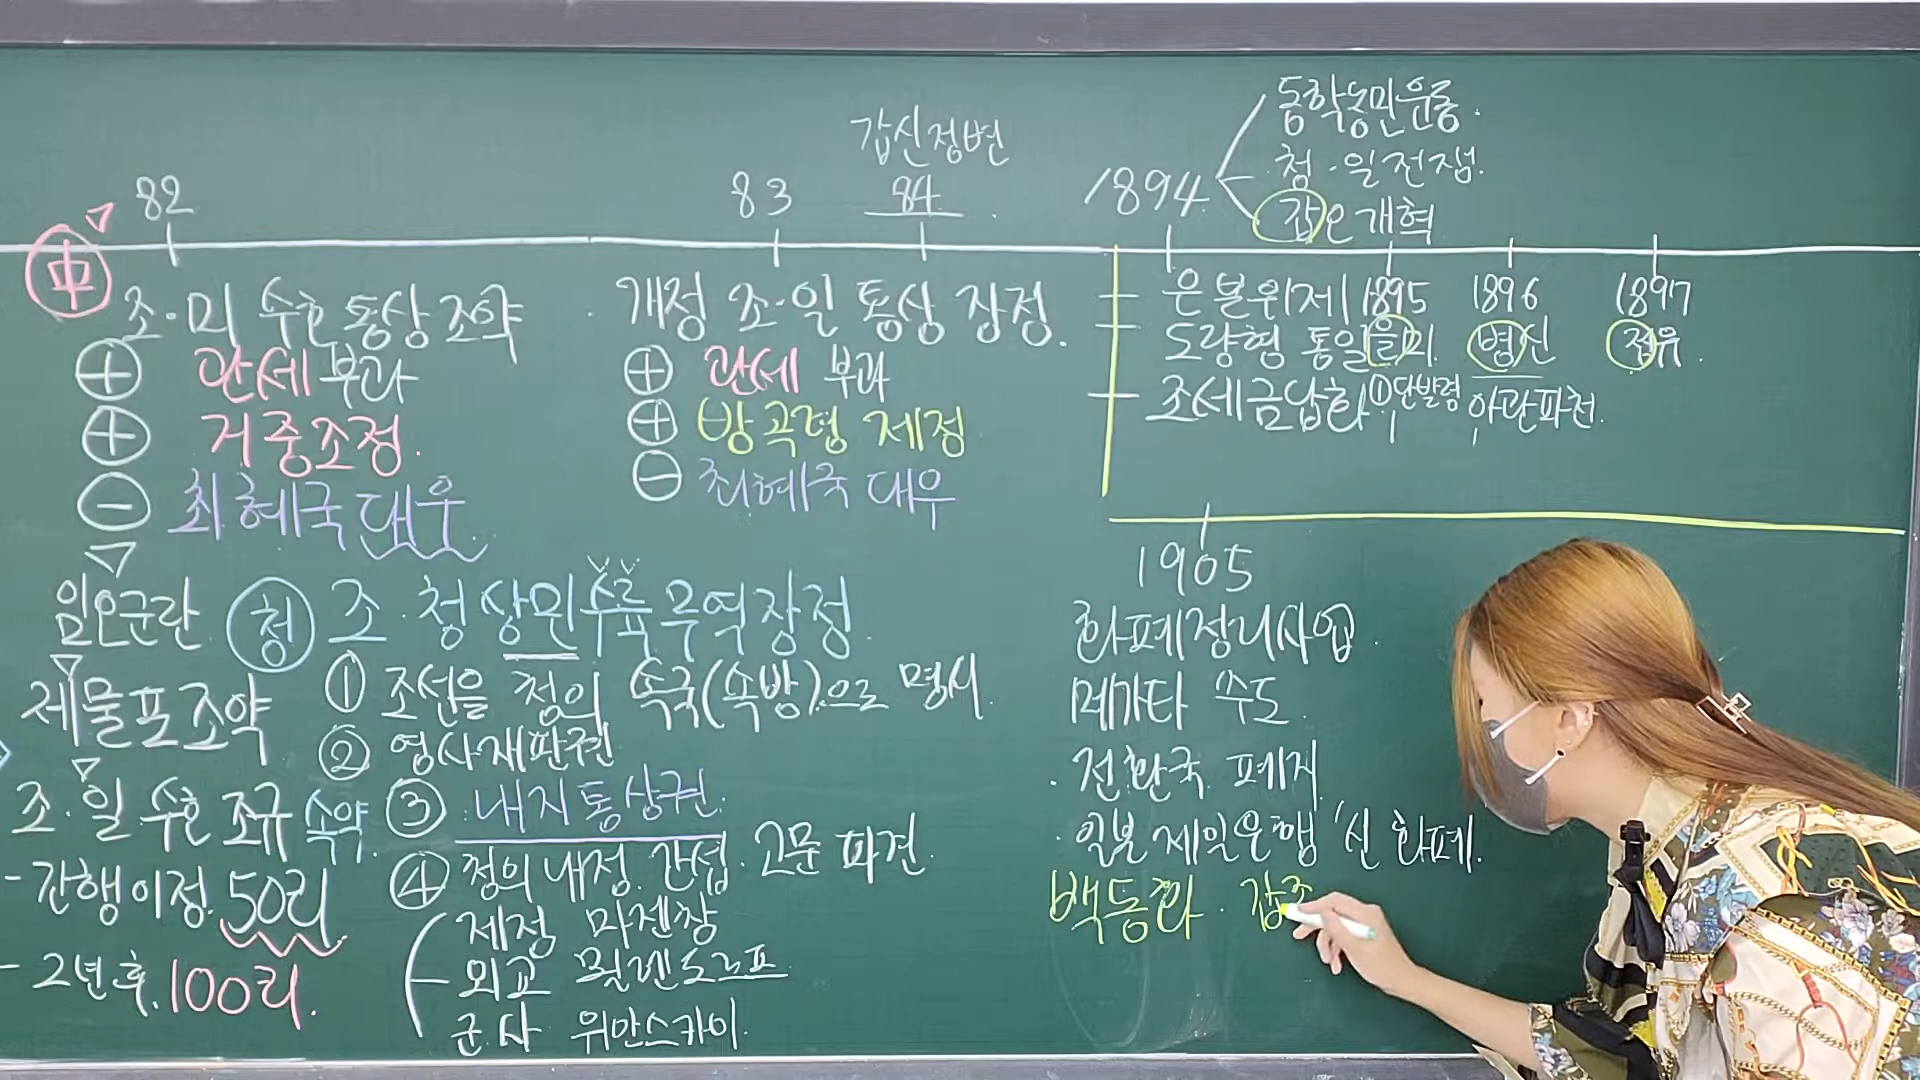 82
中
조·미 수호통상조약
⊕ 관세 부과
⊕ 거중조정.
⊖ 최혜국 대우
임오군란
제물포조약
조·일 수호 조규 속약
- 간행이정 50리
- 2년 후. 100리.
청 조·청상민수륙무역장정
① 조선을 청의 속국(속방)으로 명시
② 영사재판권
③ 내지통상권
④ 청의 내정 간섭. 고문 파견.
재정 마젠창
외교 묄렌도르프
군사 위안스카이.
83
갑신정변
84
개정 조·일 통상 장정.
⊕ 관세 부과
⊕ 방곡령 제정
⊖ 최혜국 대우
1894
동학농민운동.
청·일전쟁.
갑오개혁
- 은본위제
- 도량형 통일
- 조세금납화
1895
을미.
① 단발령
1896
병신
아관파천.
1897
정유.
1905
화폐정리사업.
메가타 주도.
· 전환국 폐지
· 일본 제일은행 '신 화폐.
백동화.